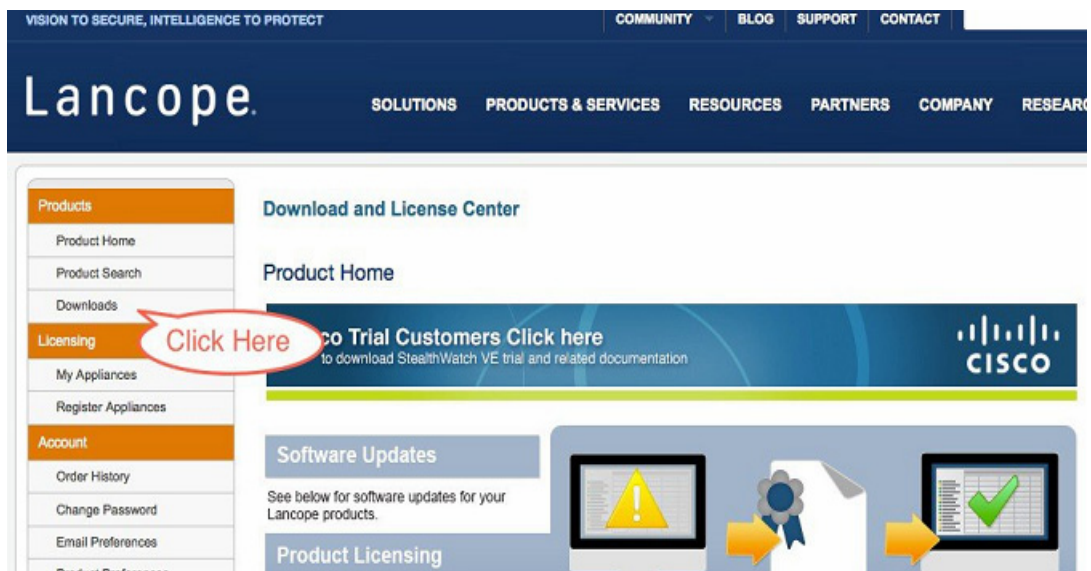 VISION TO SECURE, INTELLIGENCE TO PROTECT
COMMUNITY BLOG SUPPORT CONTACT
Lancope.
SOLUTIONS PRODUCTS & SERVICES RESOURCES PARTNERS COMPANY RESEARC
Products
Product Home
Product Search
Downloads
Licensing
My Appliances
Register Appliances
Account
Order History
Change Password
Email Preferences
Product Preferences
Click Here
Download and License Center
Product Home
co Trial Customers Click here
to download StealthWatch VE trial and related documentation
CISCO
Software Updates
See below for software updates for your
Lancope products.
Product Licensing